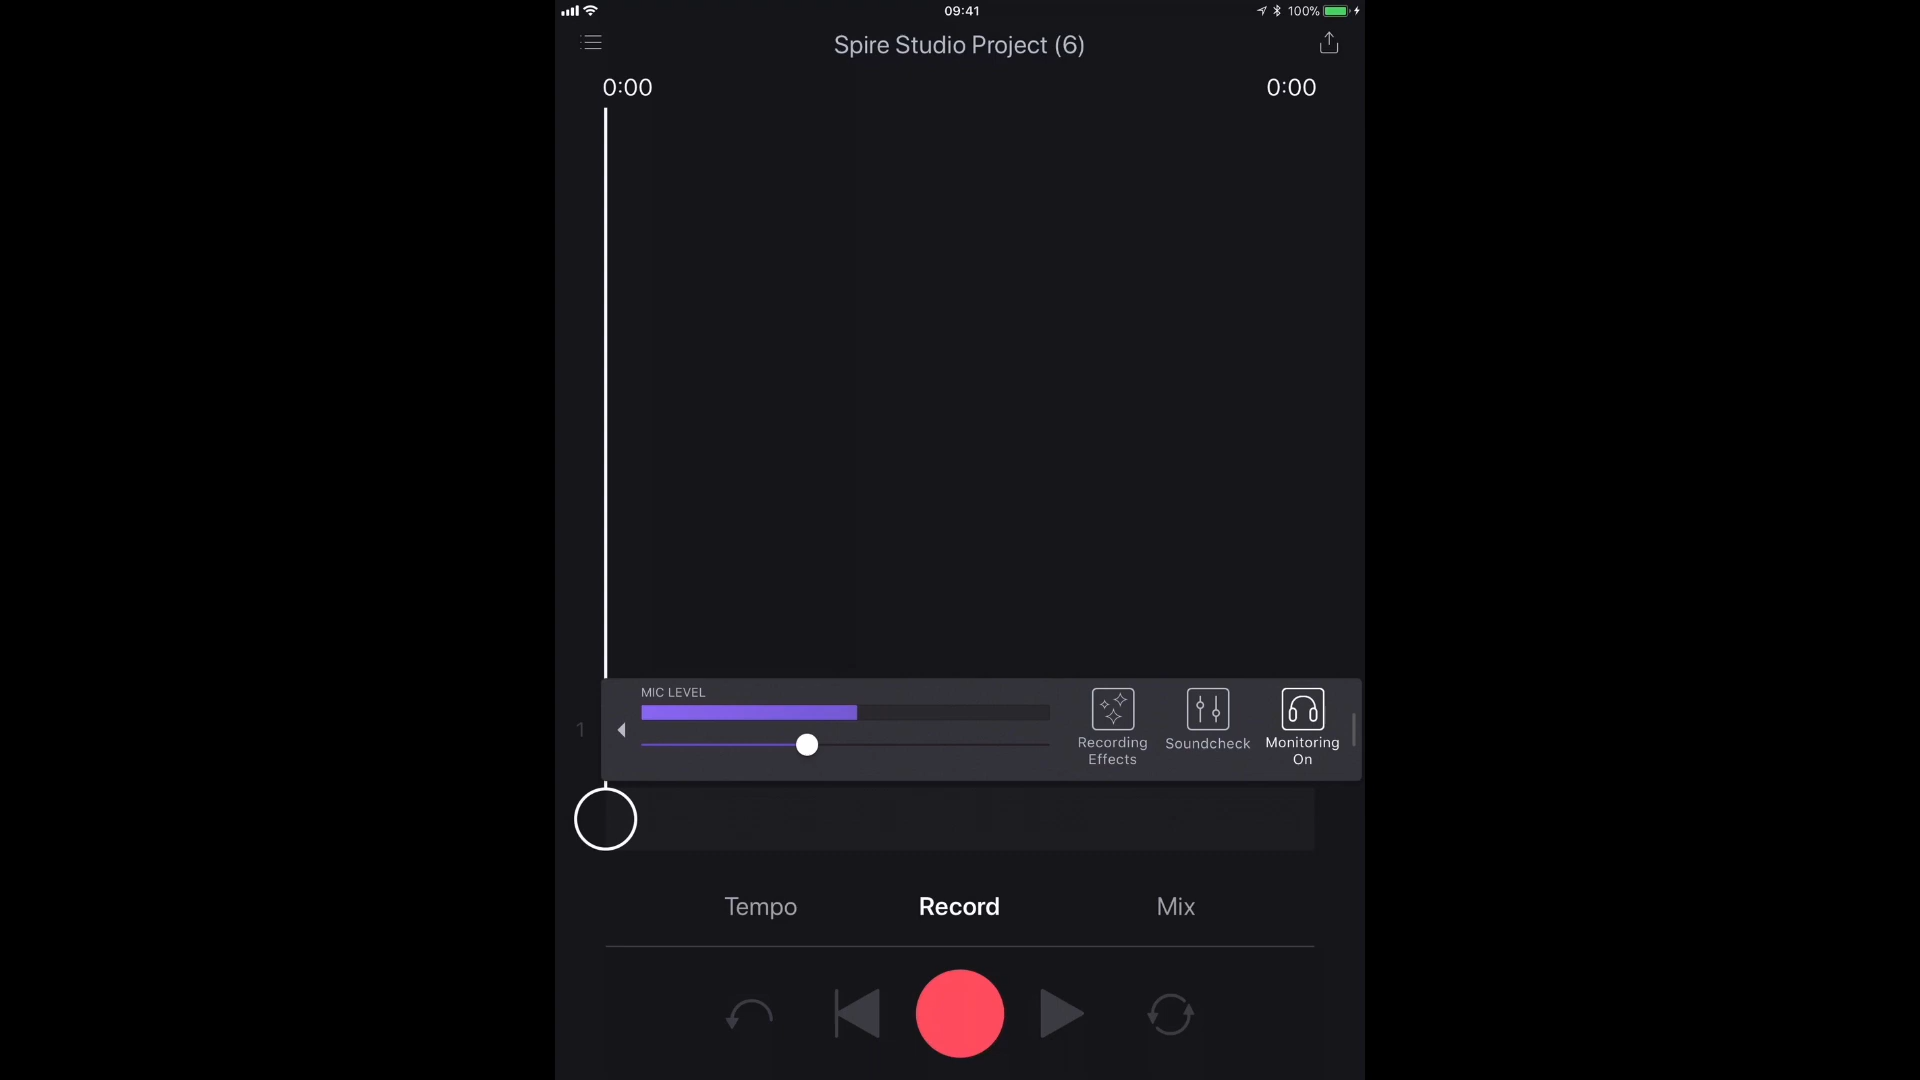 09:41
100%
Spire Studio Project (6)
0:00
0:00
MIC LEVEL
1
Recording
Effects
Soundcheck
Monitoring
On
Tempo
Record
Mix